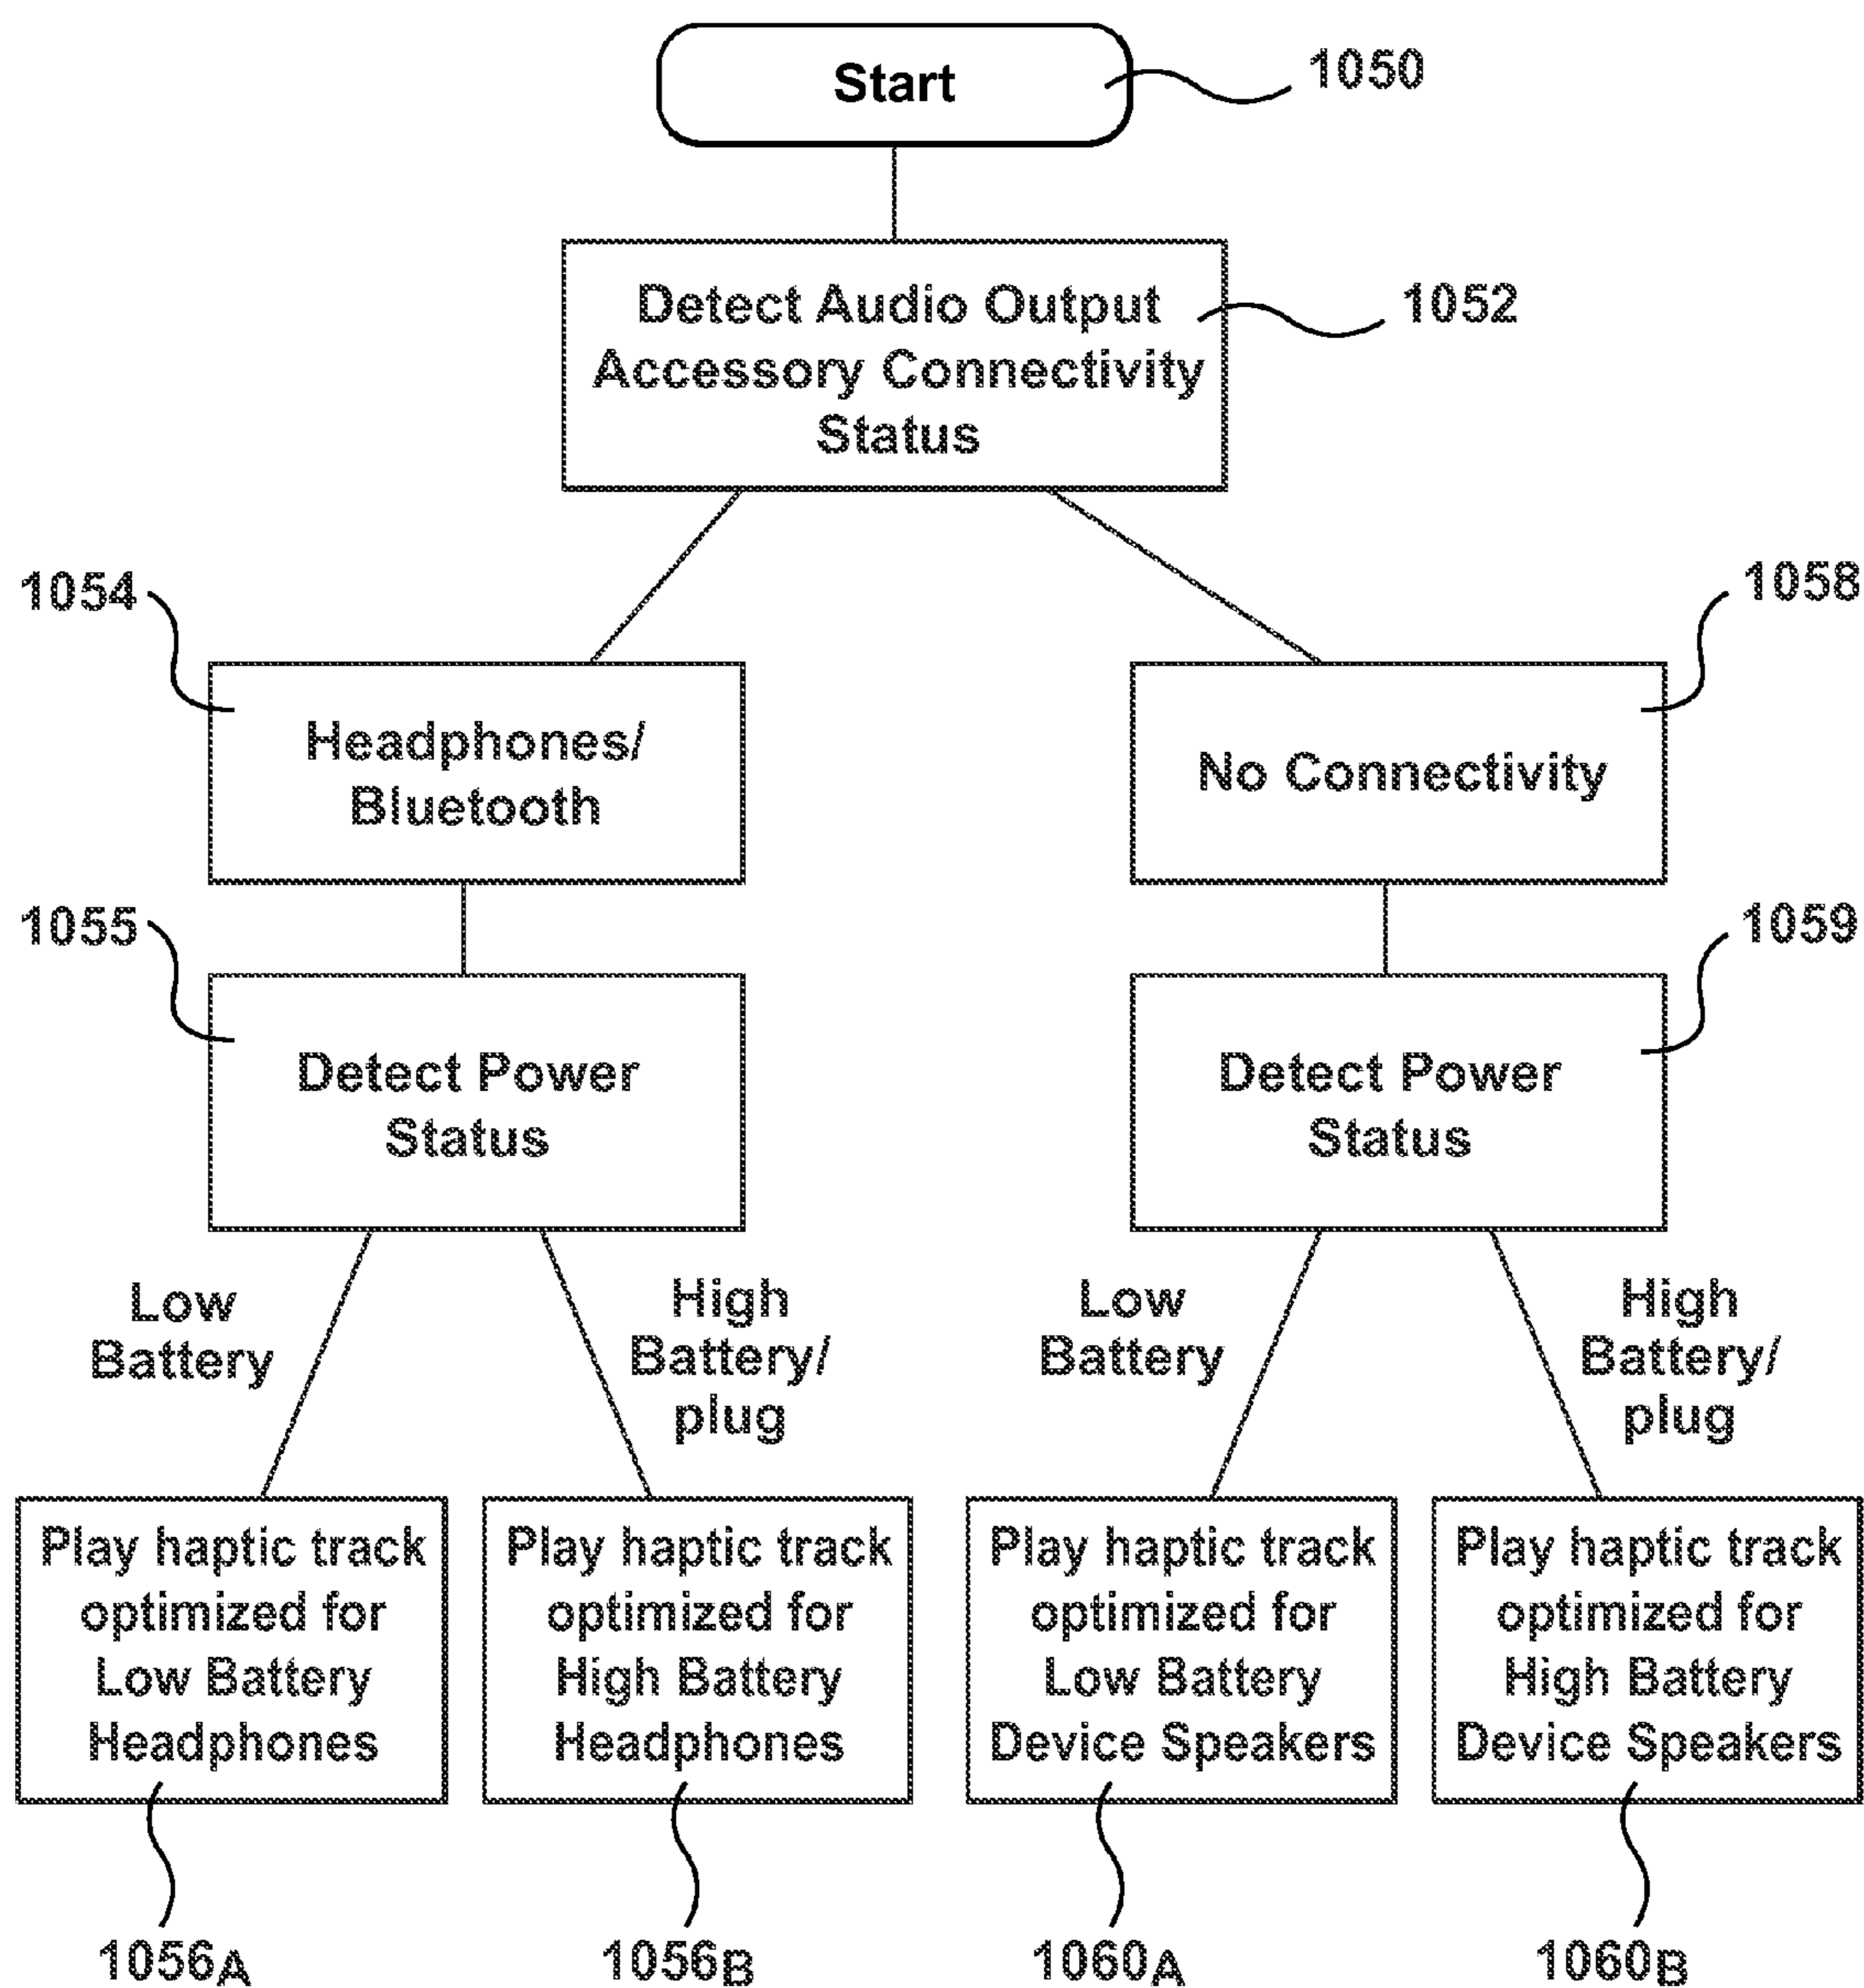 Start
1050
Detect Audio Output
Accessory Connectivity
Status
1052
1054
Headphones/
Bluetooth
1058
No Connectivity
1055
Detect Power
Status
1059
Detect Power
Status
Low
Battery
High
Battery/
plug
Low
Battery
High
Battery/
plug
Play haptic track
optimized for
Low Battery
Headphones
Play haptic track
optimized for
High Battery
Headphones
Play haptic track
optimized for
Low Battery
Device Speakers
Play haptic track
optimized for
High Battery
Device Speakers
1056A
1056B
1060A
1060B